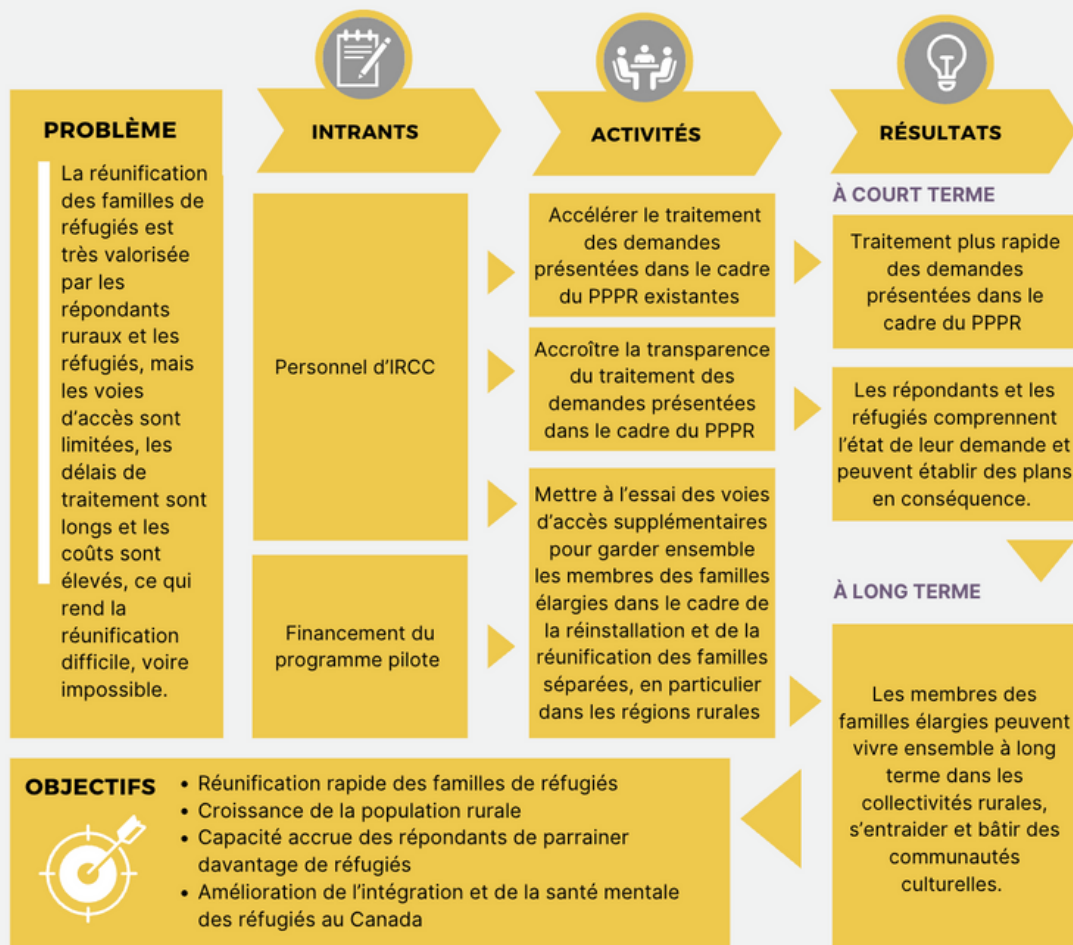 PROBLÈME
La réunification
des familles de
réfugiés est
très valorisée
par les
répondants
ruraux et les
réfugiés, mais
les voies
d'accès sont
limitées, les
délais de
traitement sont
longs et les
coûts sont
élevés, ce qui
rend la
réunification
difficile, voire
impossible.
INTRANTS
Personnel d'IRCC
Financement du
programme pilote
ACTIVITÉS
Accélérer le traitement
des demandes
présentées dans le cadre
du PPPR existantes
Accroître la transparence
du traitement des
demandes présentées
dans le cadre du PPPR
Mettre à l'essai des voies
d'accès supplémentaires
pour garder ensemble
les membres des familles
élargies dans le cadre de
la réinstallation et de la
réunification des familles
séparées, en particulier
dans les régions rurales
RÉSULTATS
À COURT TERME
Traitement plus rapide
des demandes
présentées dans le
cadre du PPPR
Les répondants et les
réfugiés comprennent
l'état de leur demande et
peuvent établir des plans
en conséquence.
À LONG TERME
Les membres des
familles élargies peuvent
vivre ensemble à long
terme dans les
collectivités rurales,
s'entraider et bâtir des
communautés
culturelles.
OBJECTIFS
• Réunification rapide des familles de réfugiés
• Croissance de la population rurale
• Capacité accrue des répondants de parrainer
davantage de réfugiés
• Amélioration de l'intégration et de la santé mentale
des réfugiés au Canada